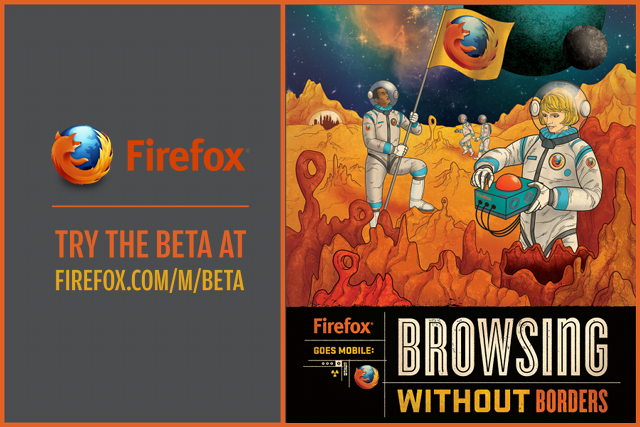 Firefox®
TRY THE BETA AT
FIREFOX.COM/M/BETA
Firefox®
GOES MOBILE:
BROWSING
WITHOUT BORDERS